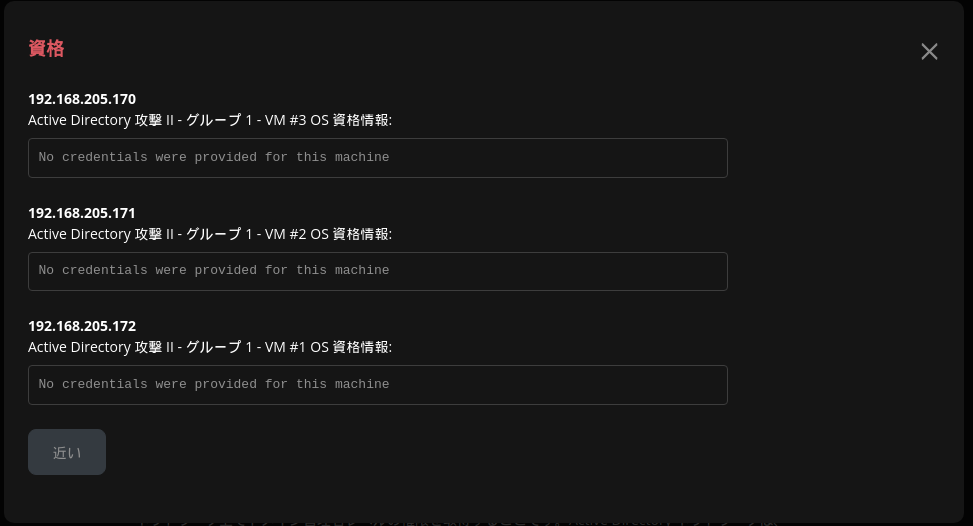 資格
192.168.205.170
Active Directory 攻撃 II - グループ 1 - VM #3 OS 資格情報:
No credentials were provided for this machine
192.168.205.171
Active Directory 攻撃 II - グループ 1 - VM #2 OS 資格情報:
No credentials were provided for this machine
192.168.205.172
Active Directory 攻撃 II - グループ 1 - VM #1 OS 資格情報:
No credentials were provided for this machine
近い